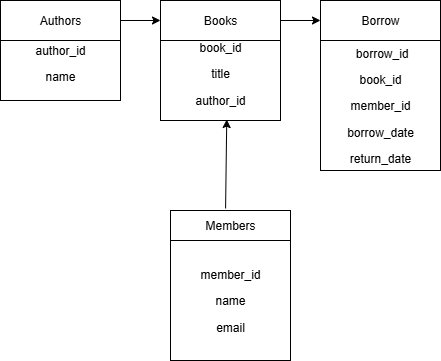 Authors
author_id
name
Books
book_id
title
author_id
Borrow
borrow_id
book_id
member_id
borrow_date
return_date
Members
member_id
name
email